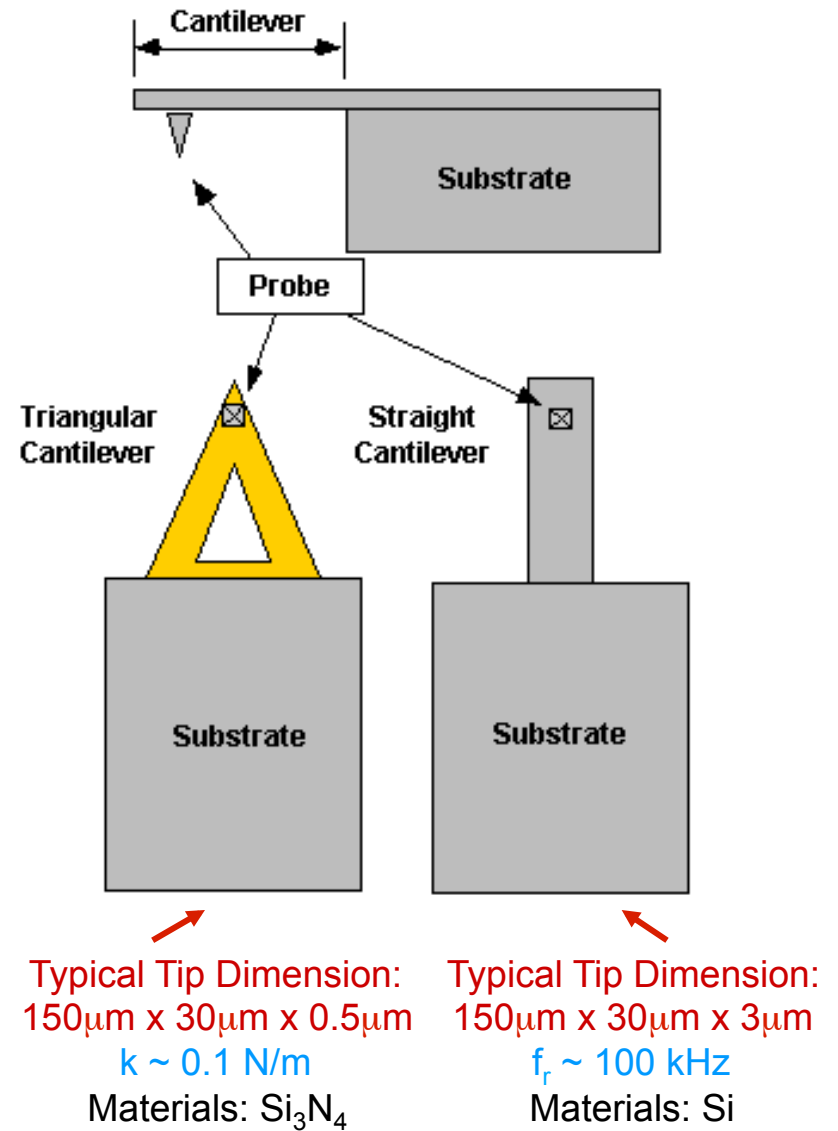 Cantilever
Substrate
Probe
Triangular
Cantilever
Straight
Cantilever
Substrate
Substrate
Typical Tip Dimension:
150μm x 30μm x 0.5μm
k ~ 0.1 N/m
Materials: Si₃N₄
Typical Tip Dimension:
150μm x 30μm x 3μm
fᵣ ~ 100 kHz
Materials: Si